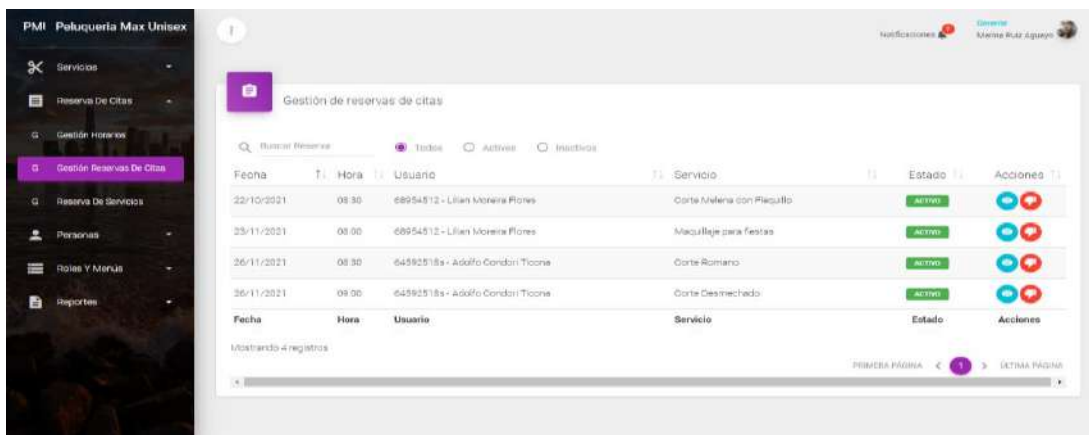 PMI Peluqueria Max Unisex
Notificaciones
Gerente
Marina Ruiz Aguayo
Servicios
Reserva De Citas
G Gestión Horarios
G Gestión Reservas De Citas
G Reserva De Servicios
Personas
Roles Y Menús
Reportes
Gestión de reservas de citas
Buscar Reserva Todos Activos Inactivos
Fecha Hora Usuario Servicio Estado Acciones
22/10/2021 08:30 68954512 - Lilian Moreira Flores Corte Melena con Flequillo ACTIVO
23/11/2021 08:00 68954512 - Lilian Moreira Flores Maquillaje para fiestas ACTIVO
26/11/2021 08:30 64592518s - Adolfo Condori Ticona Corte Romano ACTIVO
26/11/2021 09:00 64592518s - Adolfo Condori Ticona Corte Desmechado ACTIVO
Fecha Hora Usuario Servicio Estado Acciones
Mostrando 4 registros
PRIMERA PÁGINA 1 ÚLTIMA PÁGINA